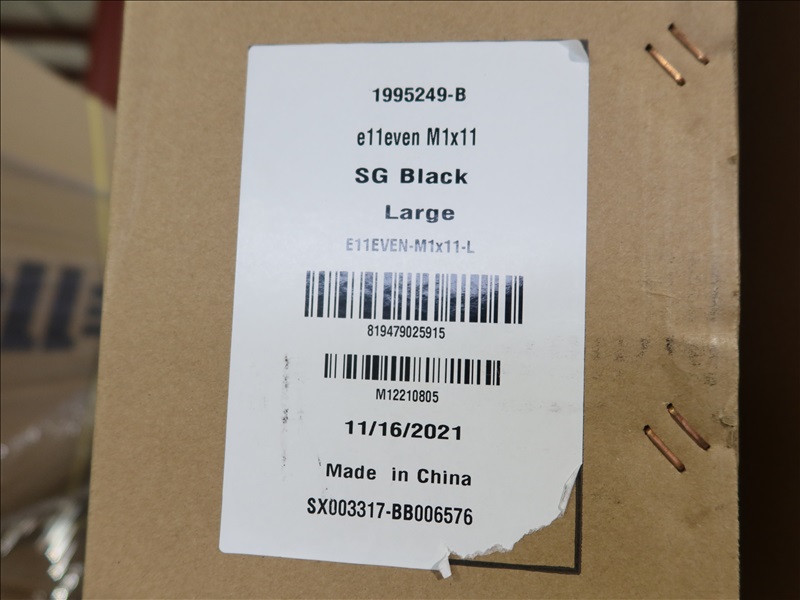 1995249-B
e11even M1x11
SG Black
Large
E11EVEN-M1x11-L
819479025915
M12210805
11/16/2021
Made in China
SX003317-BB006576